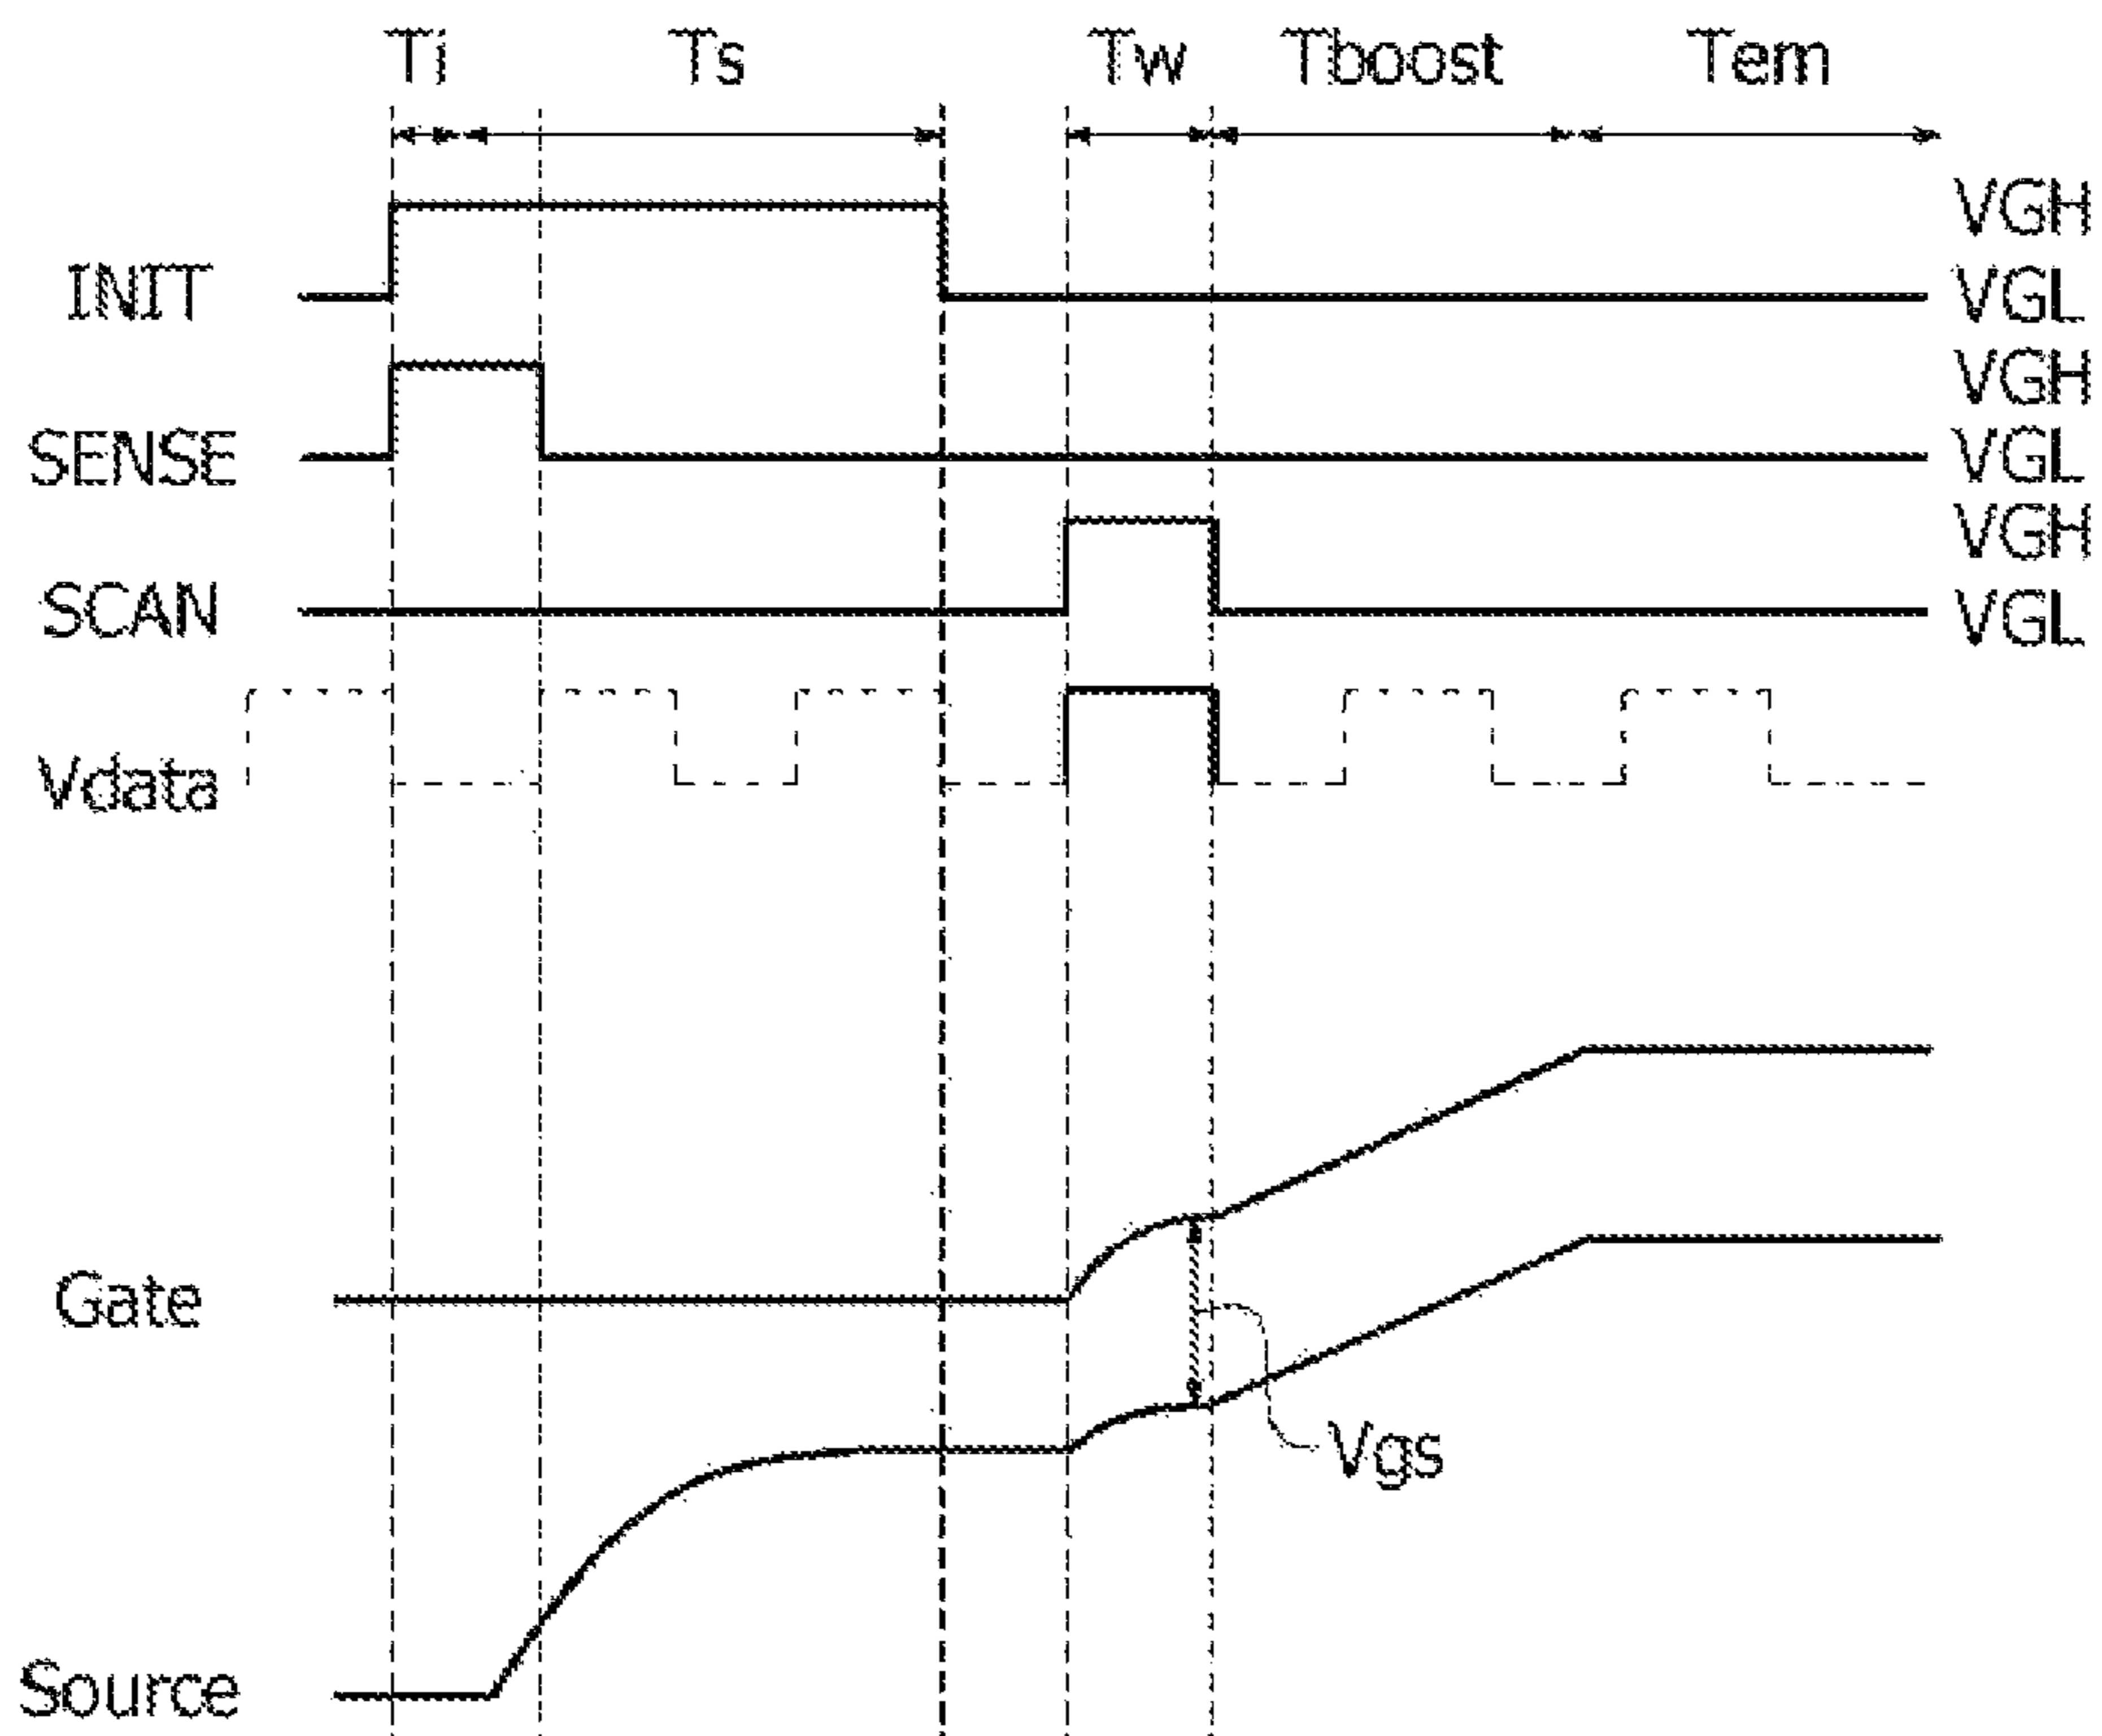 Ti Ts Tw Tboost Tem
VGH
INIT VGL
VGH
SENSE VGL
VGH
SCAN VGL
Vdata
Gate
Vgs
Source